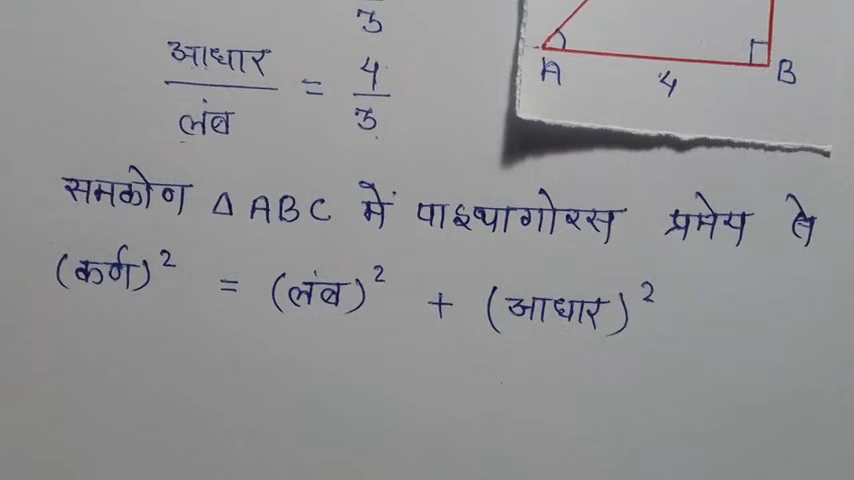 3
आधार / लंब = 4 / 3
A 4 B
समकोण Δ ABC में पाइथागोरस प्रमेय से
(कर्ण)² = (लंब)² + (आधार)²